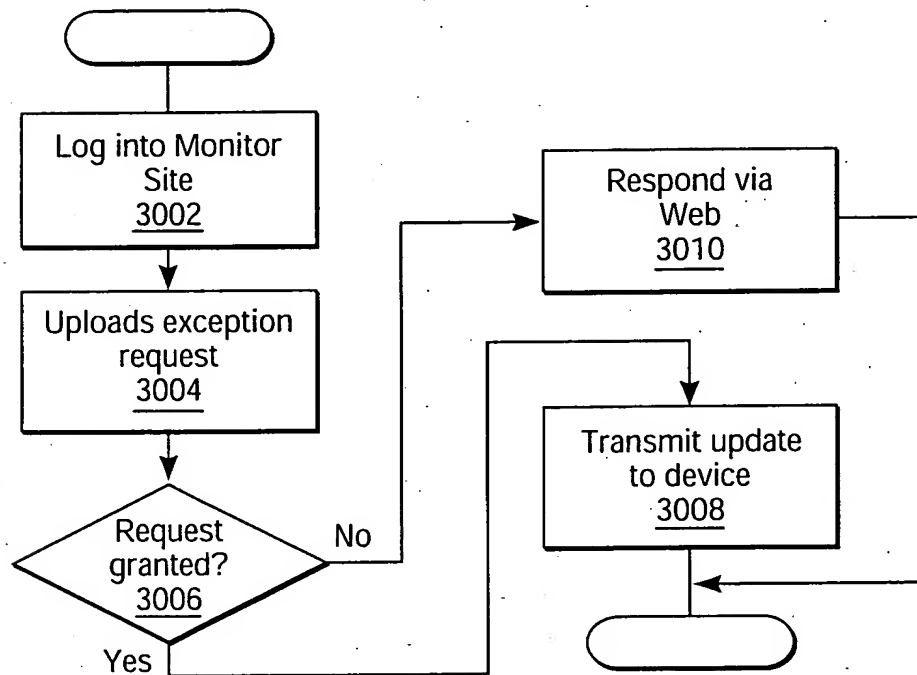 Log into Monitor
Site
3002
Uploads exception
request
3004
Request
granted?
3006
No
Yes
Respond via
Web
3010
Transmit update
to device
3008